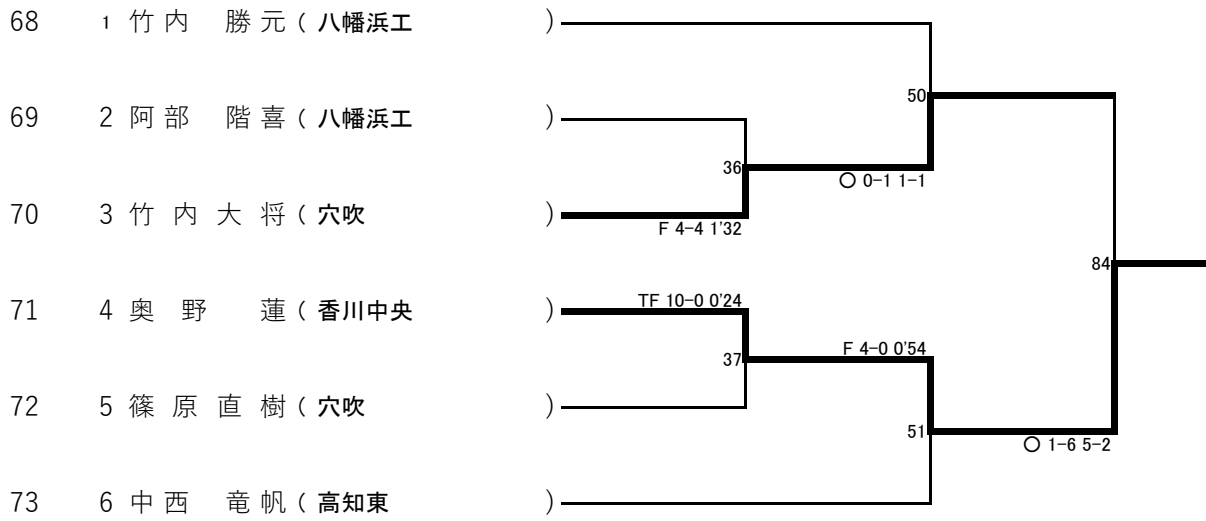 68 1 竹内 勝元 ( 八幡浜工 )
50
69 2 阿部 階喜 ( 八幡浜工 )
36
○ 0-1 1-1
70 3 竹内大将 ( 穴吹 )
F 4-4 1'32
84
71 4 奥野 蓮 ( 香川中央 )
TF 10-0 0'24
F 4-0 0'54
37
72 5 篠原直樹 ( 穴吹 )
51
○ 1-6 5-2
73 6 中西 竜帆 ( 高知東 )